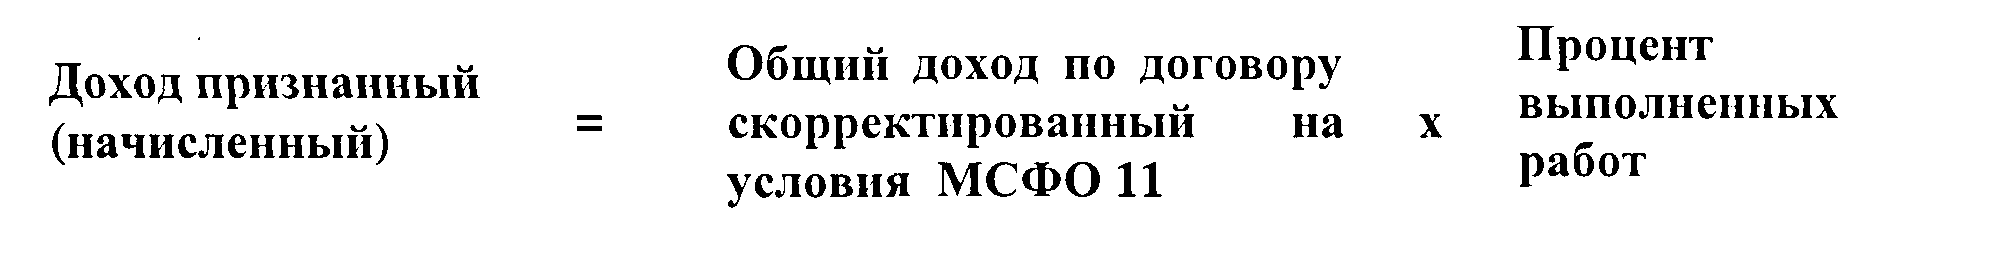 Доход признанный
(начисленный)
=
Общий доход по договору
скорректированный на
условия МСФО 11
х
Процент
выполненных
работ